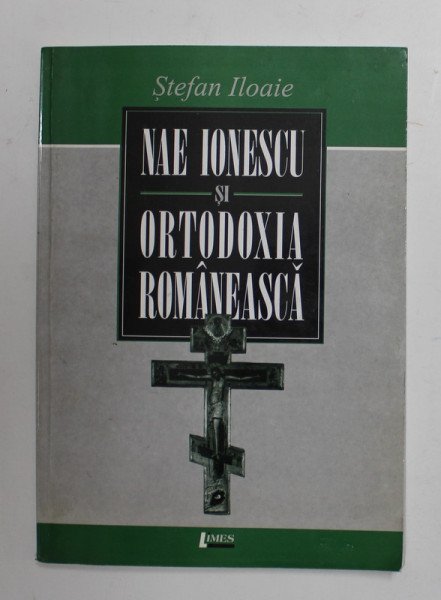 Ștefan Iloaie
NAE IONESCU
ȘI
ORTODOXIA
ROMÂNEASCĂ
LIMES